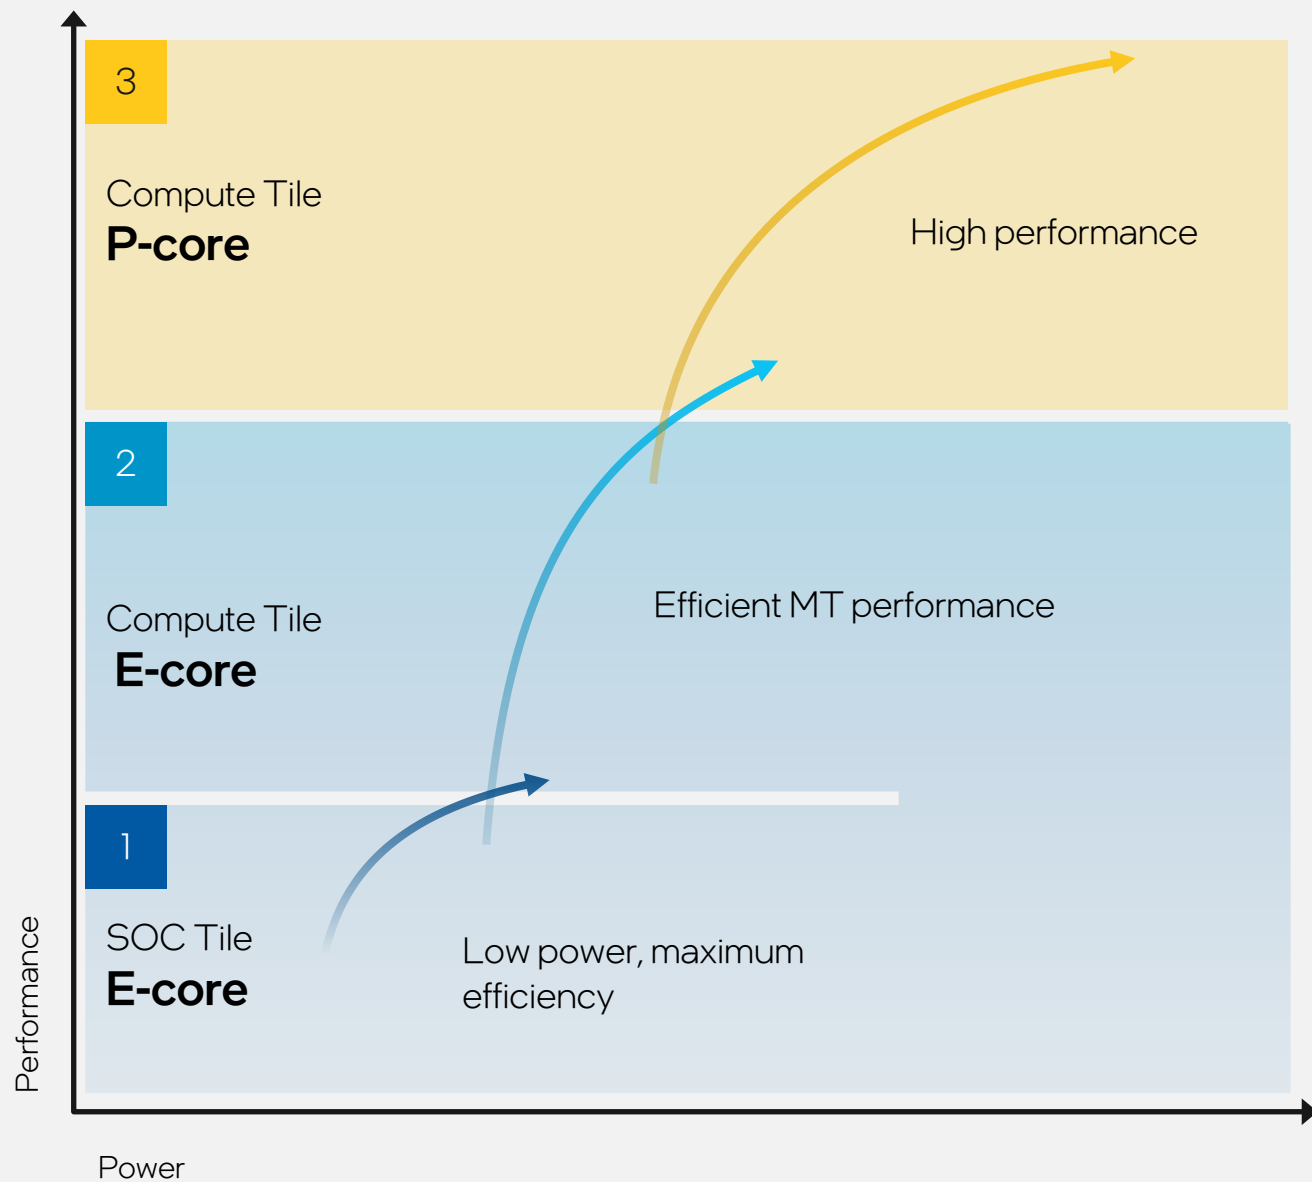 3
Compute Tile
P-core
High performance
2
Compute Tile
E-core
Efficient MT performance
1
SOC Tile
E-core
Low power, maximum
efficiency
Performance
Power